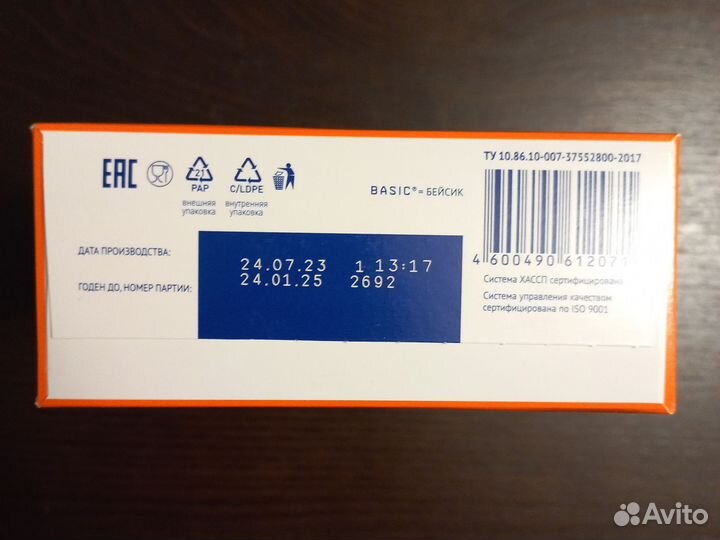 ТУ 10.86.10-007-37552800-2017
EAC
21
PAP
C/LDPE
внешняя
упаковка
внутренняя
упаковка
BASIC® = БЕЙСИК
ДАТА ПРОИЗВОДСТВА:
24.07.23 1 13:17
ГОДЕН ДО, НОМЕР ПАРТИИ:
24.01.25 2692
4 600490
Система ХАССП сертифицирована
Система управления качеством
сертифицирована по ISO 9001
Avito